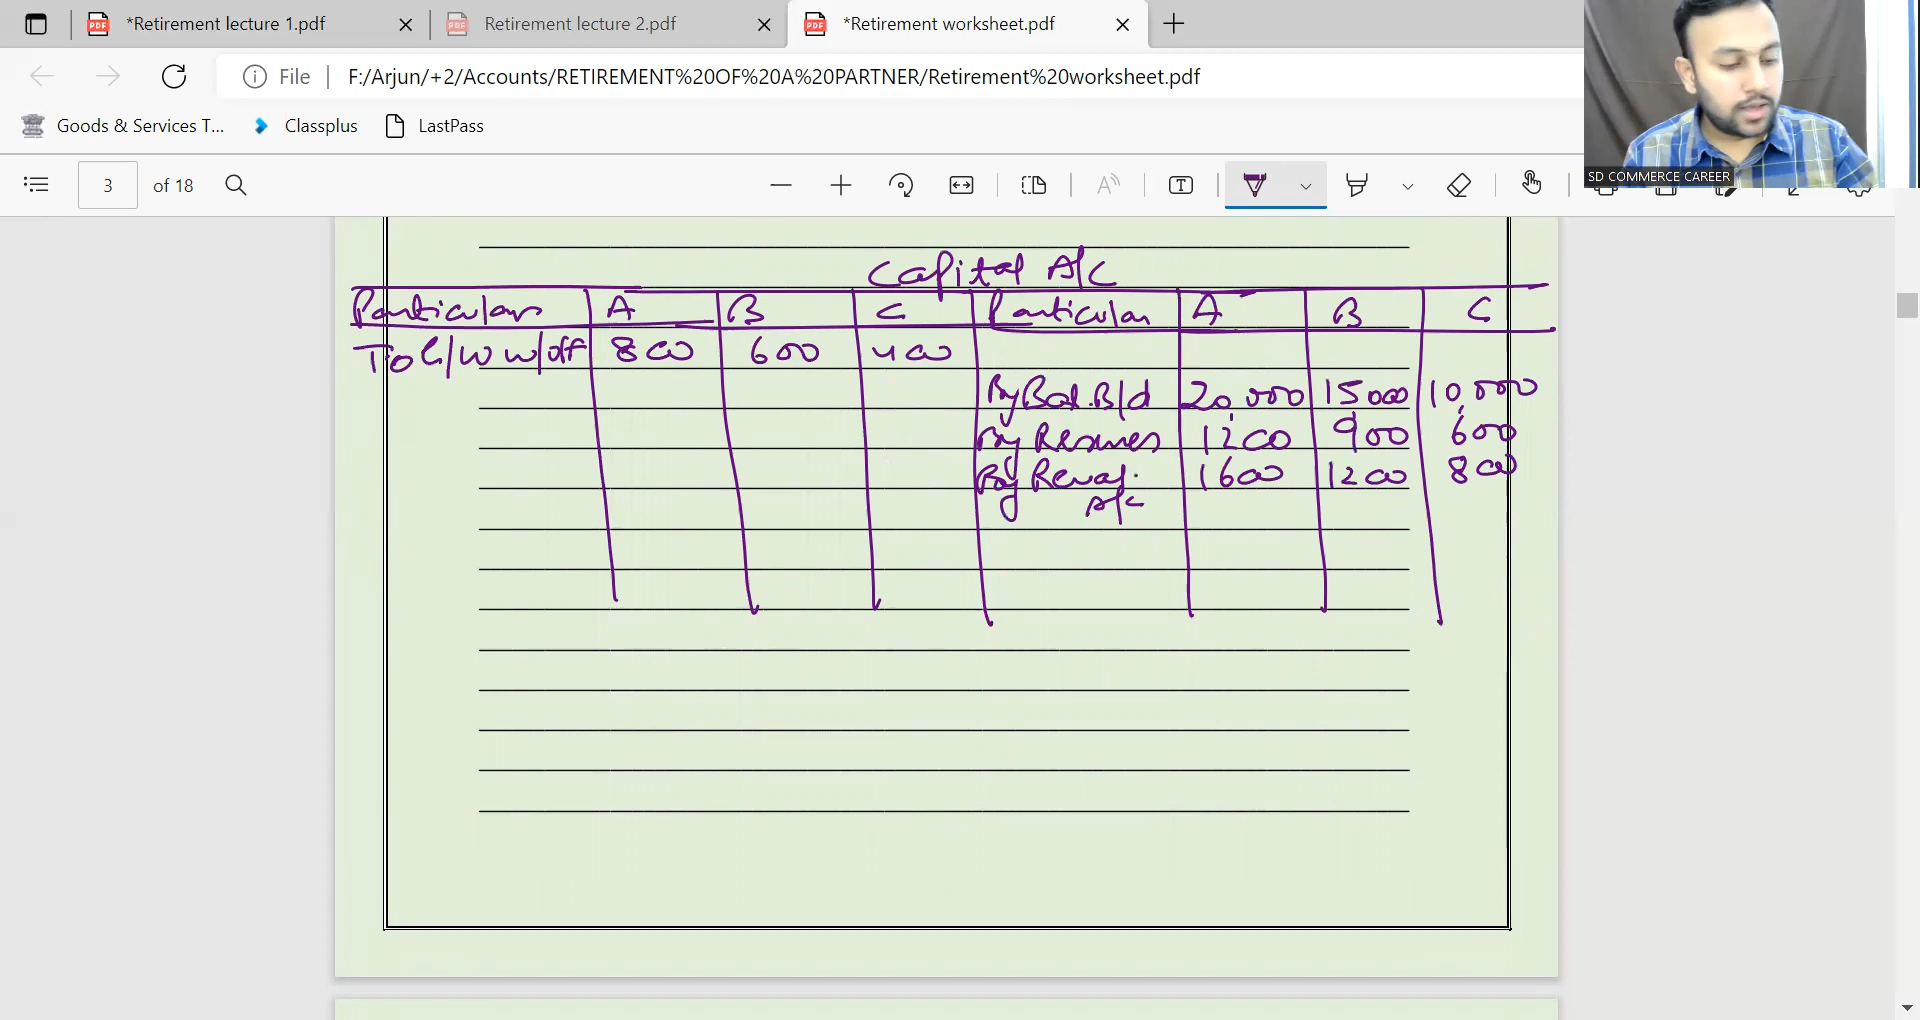 *Retirement lecture 1.pdf Retirement lecture 2.pdf *Retirement worksheet.pdf
File F:/Arjun/+2/Accounts/RETIREMENT%20OF%20A%20PARTNER/Retirement%20worksheet.pdf
Goods & Services T... Classplus LastPass
3 of 18
SD COMMERCE CAREER
Capital A/C
Particulars A B C Particular A B C
To G/W w/off 800 600 400
By Bal. B/d 20,000 15000 10,000
By Reserves 1200 900 600
By Reval. A/c 1600 1200 800